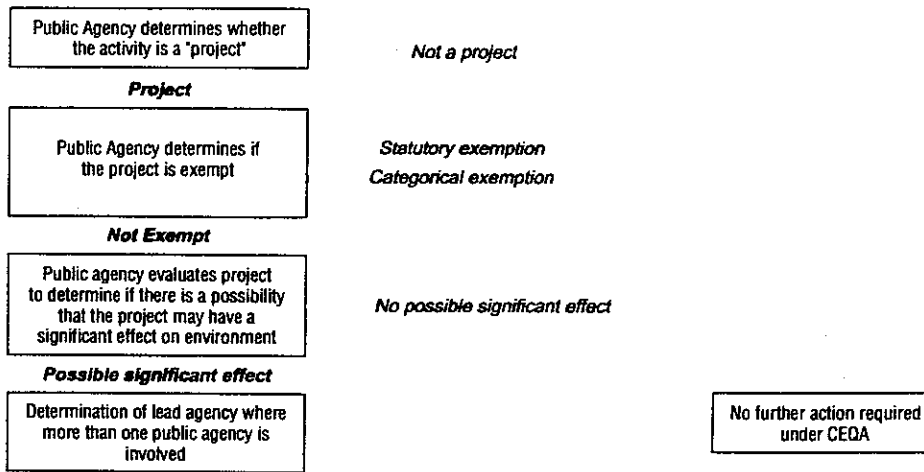 Public Agency determines whether
the activity is a "project"
Not a project
Project
Public Agency determines if
the project is exempt
Statutory exemption
Categorical exemption
Not Exempt
Public agency evaluates project
to determine if there is a possibility
that the project may have a
significant effect on environment
No possible significant effect
Possible significant effect
Determination of lead agency where
more than one public agency is
involved
No further action required
under CEQA